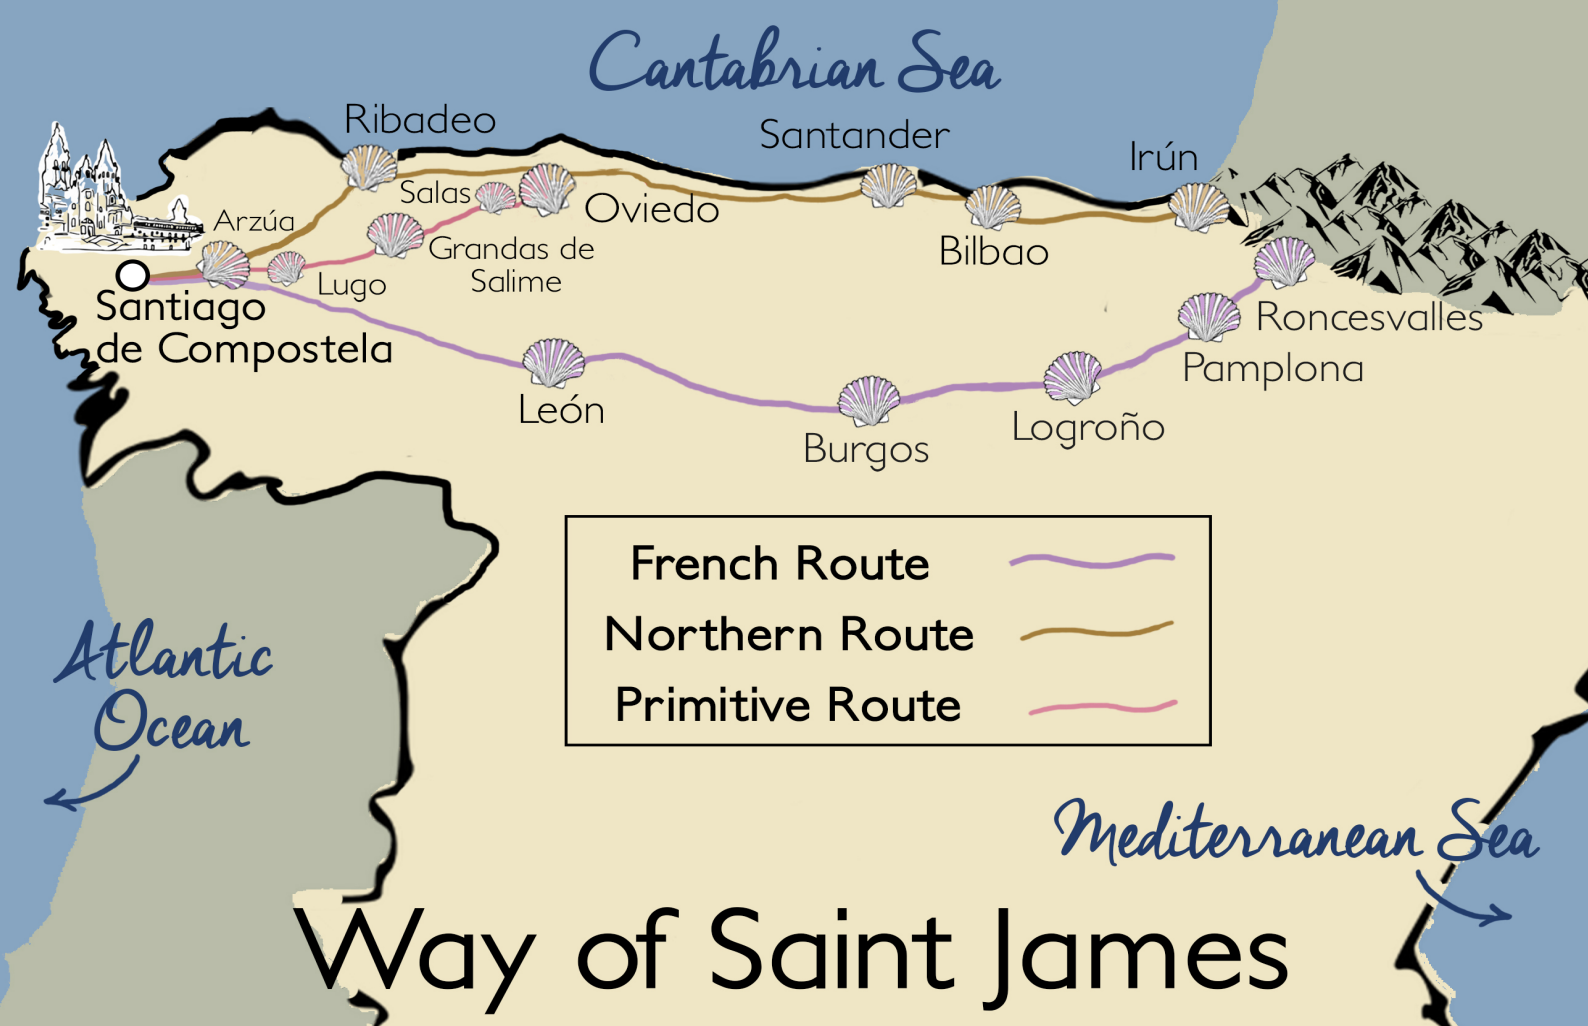 Cantabrian Sea
Ribadeo
Santander
Irún
Salas
Arzúa
Oviedo
Grandas de
Salime
Bilbao
Lugo
Santiago
de Compostela
Roncesvalles
Pamplona
León
Logroño
Burgos
French Route
Northern Route
Primitive Route
Atlantic
Ocean
Mediterranean Sea
Way of Saint James